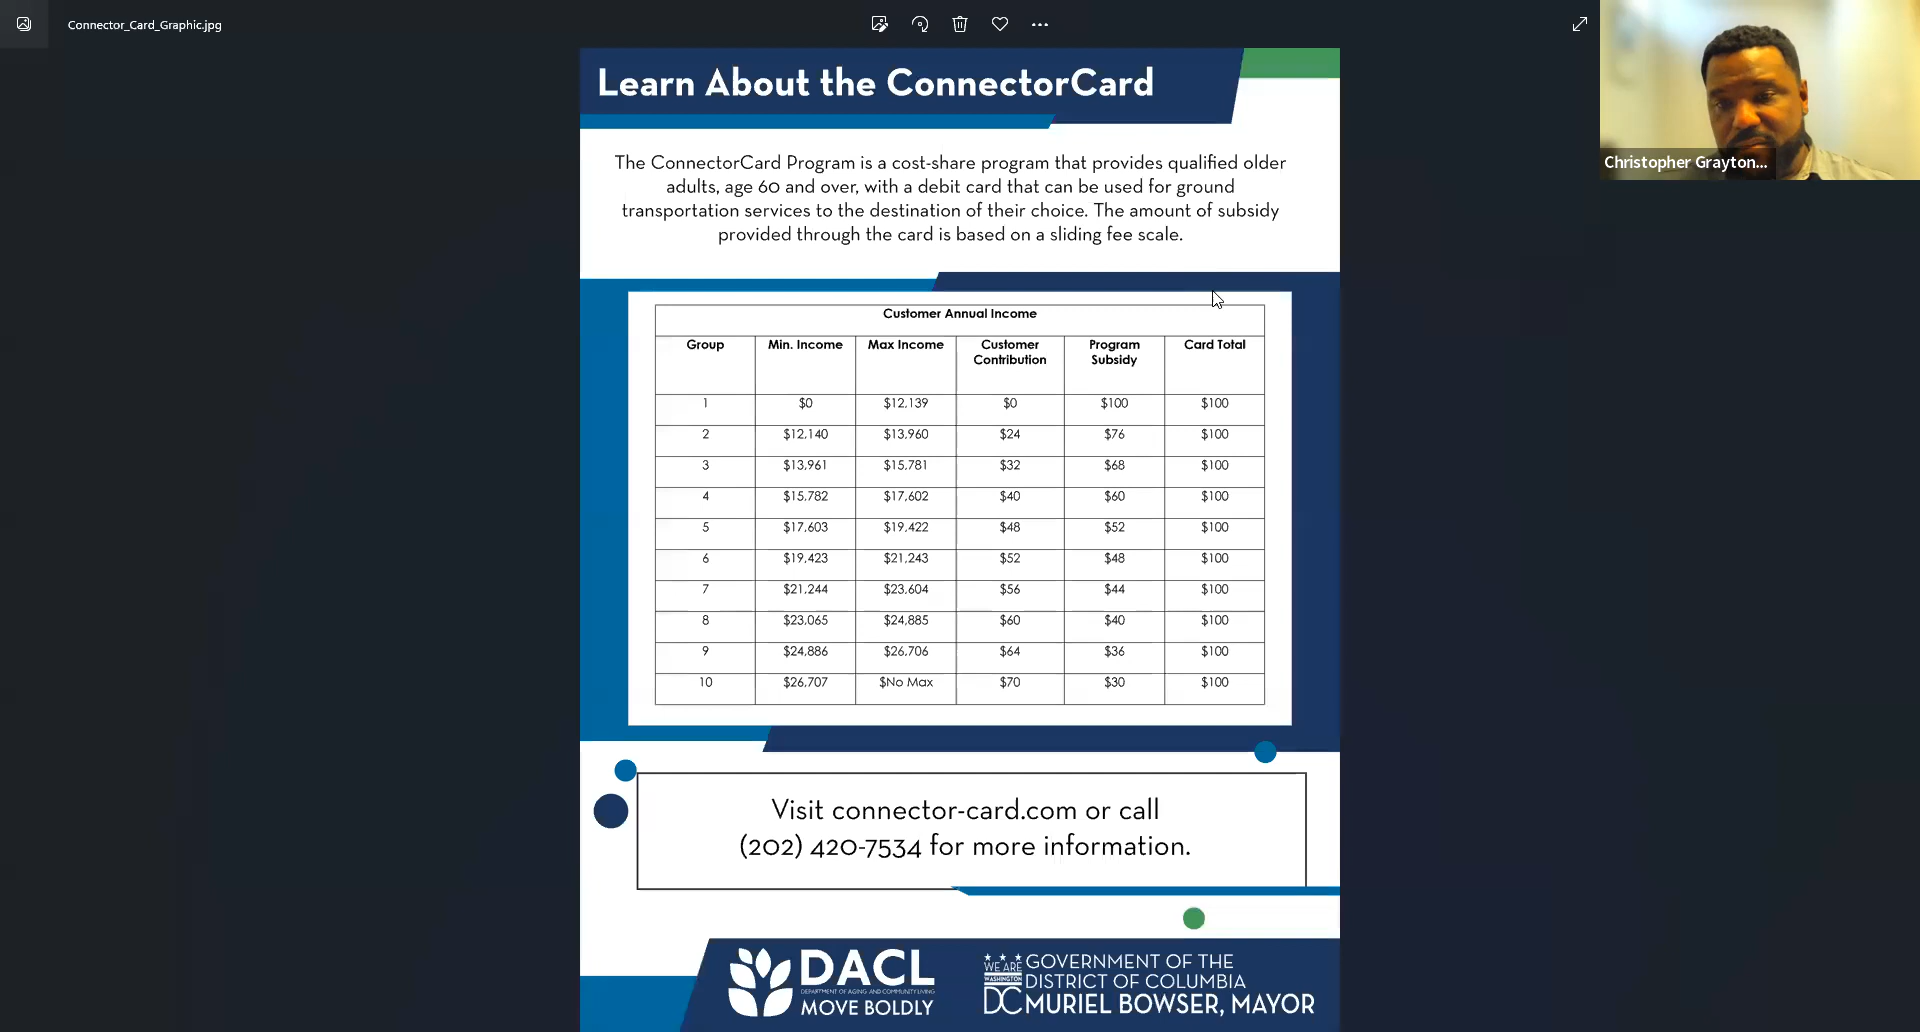 Connector_Card_Graphic.jpg
Christopher Grayton...
Learn About the ConnectorCard
The ConnectorCard Program is a cost-share program that provides qualified older
adults, age 60 and over, with a debit card that can be used for ground
transportation services to the destination of their choice. The amount of subsidy
provided through the card is based on a sliding fee scale.
Customer Annual Income
Group Min. Income Max Income Customer Contribution Program Subsidy Card Total
1 $0 $12,139 $0 $100 $100
2 $12,140 $13,960 $24 $76 $100
3 $13,961 $15,781 $32 $68 $100
4 $15,782 $17,602 $40 $60 $100
5 $17,603 $19,422 $48 $52 $100
6 $19,423 $21,243 $52 $48 $100
7 $21,244 $23,604 $56 $44 $100
8 $23,065 $24,885 $60 $40 $100
9 $24,886 $26,706 $64 $36 $100
10 $26,707 $No Max $70 $30 $100
Visit connector-card.com or call
(202) 420-7534 for more information.
DACL
DEPARTMENT OF AGING AND COMMUNITY LIVING
MOVE BOLDLY
WE ARE
WASHINGTON
DC
GOVERNMENT OF THE
DISTRICT OF COLUMBIA
MURIEL BOWSER, MAYOR